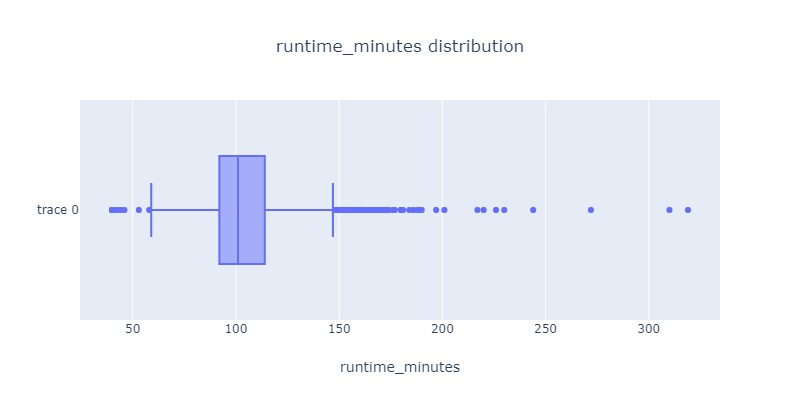 runtime_minutes distribution
trace 0
50 100 150 200 250 300
runtime_minutes